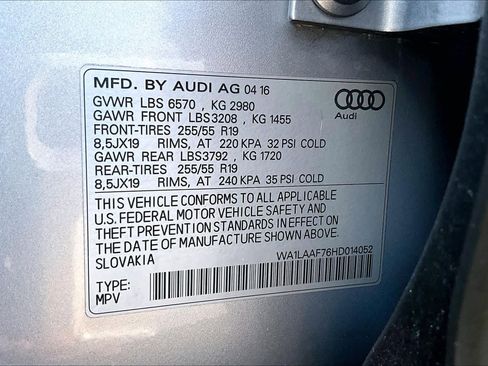 MFD. BY AUDI AG 04 16
GVWR LBS 6570 , KG 2980
GAWR FRONT LBS3208 , KG 1455
FRONT-TIRES 255/55 R19
8,5JX19 RIMS, AT 220 KPA 32 PSI COLD
GAWR REAR LBS3792 , KG 1720
REAR-TIRES 255/55 R19
8,5JX19 RIMS, AT 240 KPA 35 PSI COLD
Audi
THIS VEHICLE CONFORMS TO ALL APPLICABLE
U.S. FEDERAL MOTOR VEHICLE SAFETY AND
THEFT PREVENTION STANDARDS IN EFFECT ON
THE DATE OF MANUFACTURE SHOWN ABOVE.
SLOVAKIA
WA1LAAF76HD014052
TYPE:
MPV